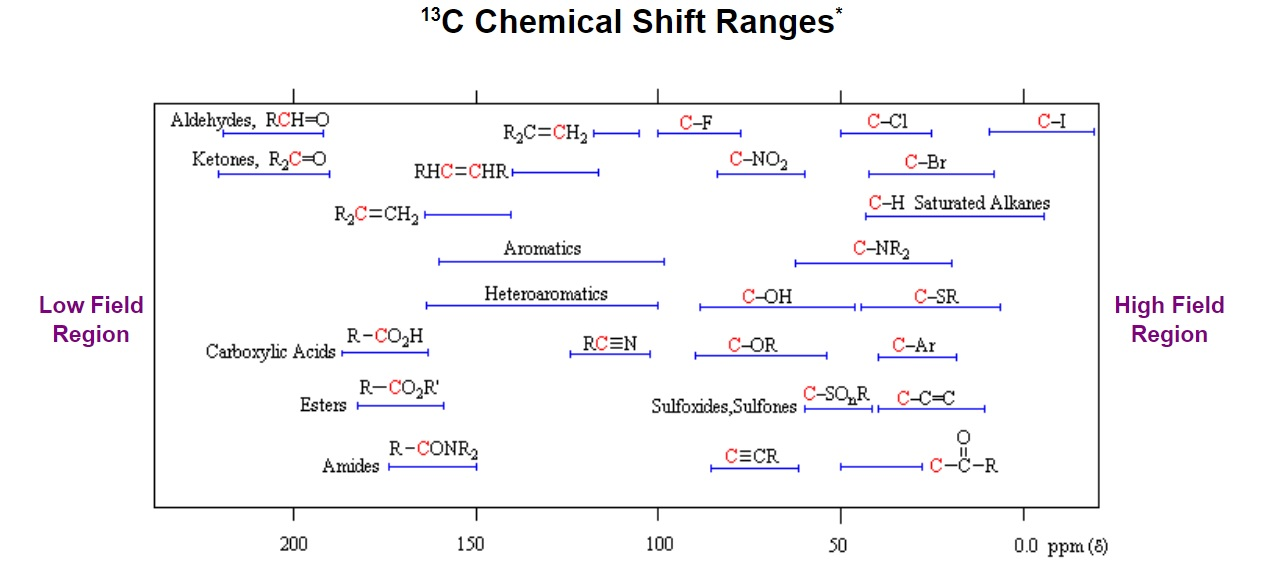 ¹³C Chemical Shift Ranges*
Aldehydes, RCH=O
R₂C=CH₂
C–F
C–Cl
C–I
Ketones, R₂C=O
RHC=CHR
C–NO₂
C–Br
R₂C=CH₂
C–H Saturated Alkanes
Aromatics
C–NR₂
Heteroaromatics
C–OH
C–SR
Low Field
Region
High Field
Region
Carboxylic Acids
R–CO₂H
RC≡N
C–OR
C–Ar
Esters
R–CO₂R'
Sulfoxides,Sulfones
C–SOₙR
C–C=C
Amides
R–CONR₂
C≡CR
O
C–C–R
200
150
100
50
0.0 ppm (δ)